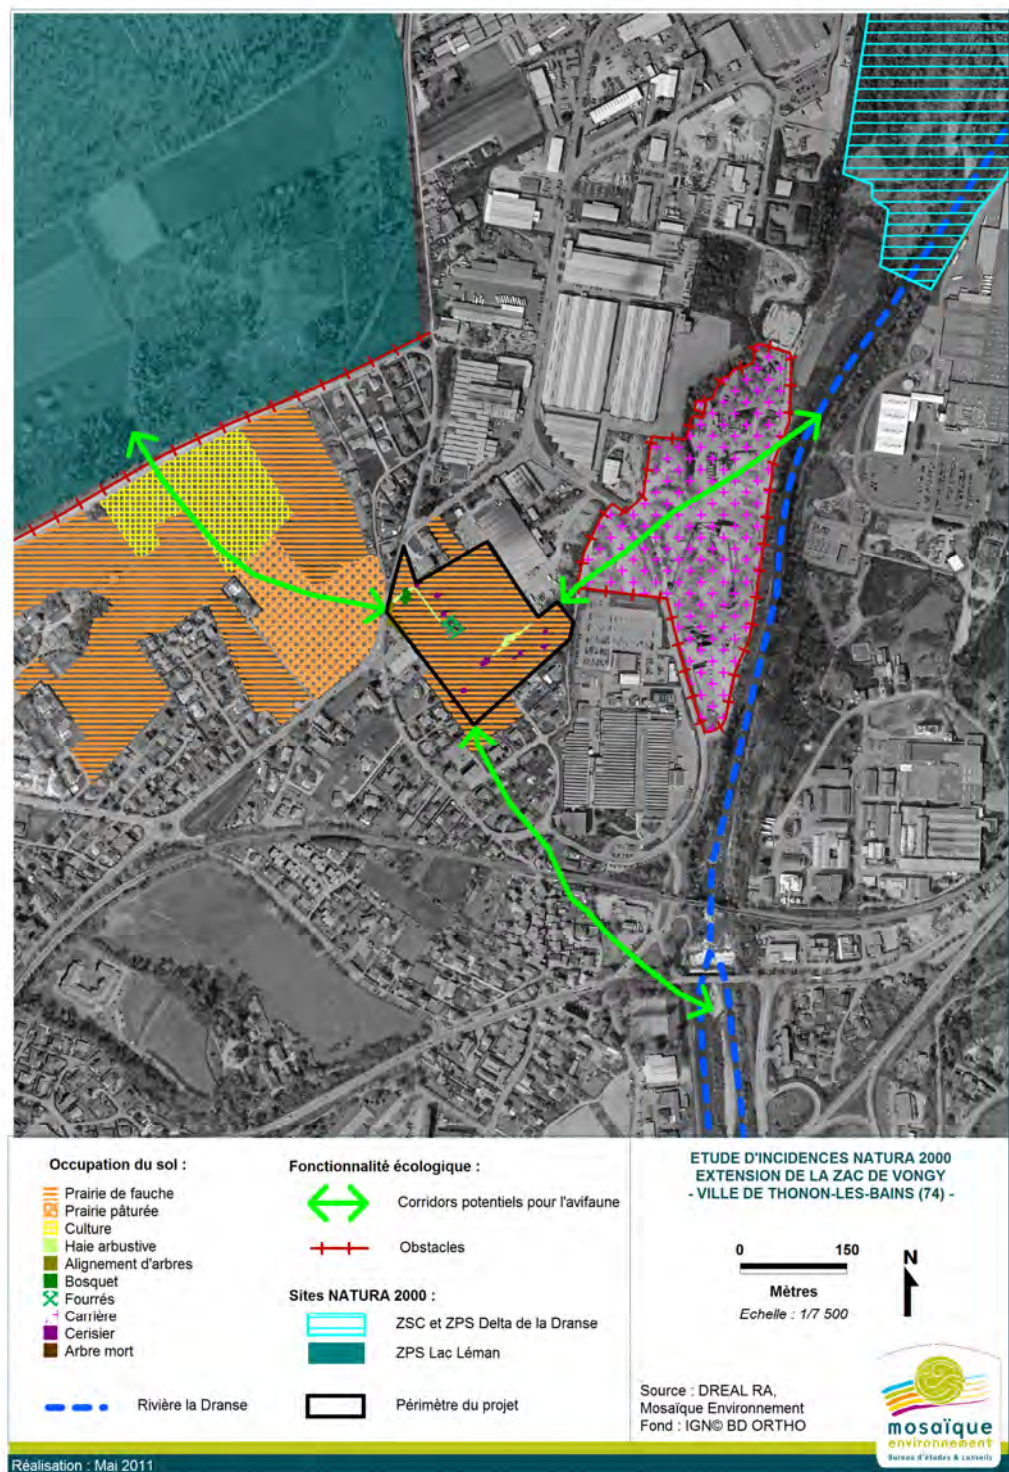 Occupation du sol :
Prairie de fauche
Prairie pâturée
Culture
Haie arbustive
Alignement d'arbres
Bosquet
Fourrés
Carrière
Cerisier
Arbre mort
Rivière la Dranse
Fonctionnalité écologique :
Corridors potentiels pour l'avifaune
Obstacles
Sites NATURA 2000 :
ZSC et ZPS Delta de la Dranse
ZPS Lac Léman
Périmètre du projet
ETUDE D'INCIDENCES NATURA 2000
EXTENSION DE LA ZAC DE VONGY
- VILLE DE THONON-LES-BAINS (74) -
0 150
N
Mètres
Echelle : 1/7 500
Source : DREAL RA,
Mosaïque Environnement
Fond : IGN© BD ORTHO
mosaïque
environnement
Bureau d'études & conseils
Réalisation : Mai 2011